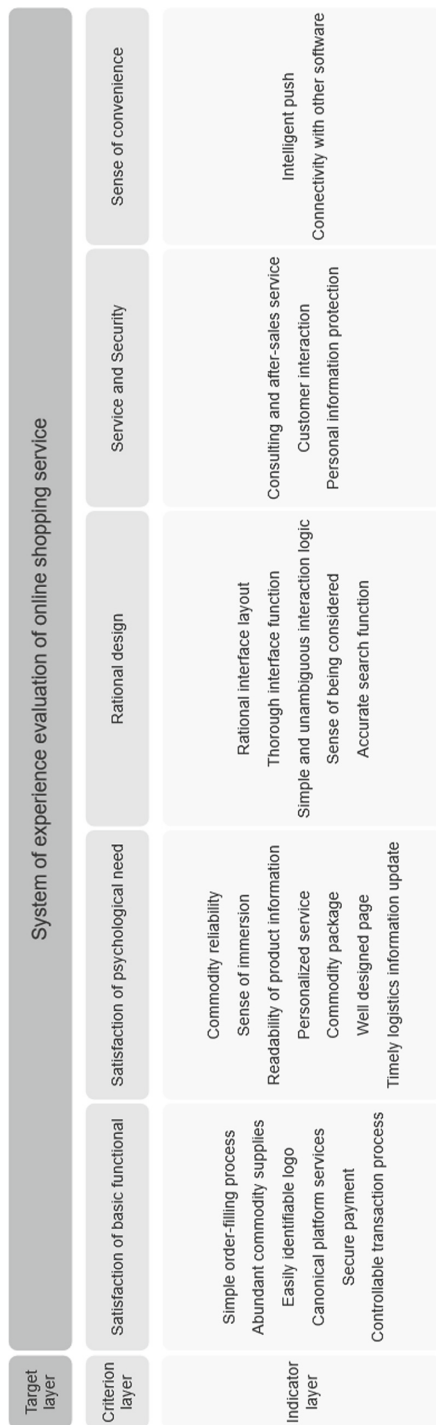 Target
layer
System of experience evaluation of online shopping service
Criterion
layer
Satisfaction of basic functional
Satisfaction of psychological need
Rational design
Service and Security
Sense of convenience
Indicator
layer
Simple order-filling process
Abundant commodity supplies
Easily identifiable logo
Canonical platform services
Secure payment
Controllable transaction process
Commodity reliability
Sense of immersion
Readability of product information
Personalized service
Commodity package
Well designed page
Timely logistics information update
Rational interface layout
Thorough interface function
Simple and unambiguous interaction logic
Sense of being considered
Accurate search function
Consulting and after-sales service
Customer interaction
Personal information protection
Intelligent push
Connectivity with other software